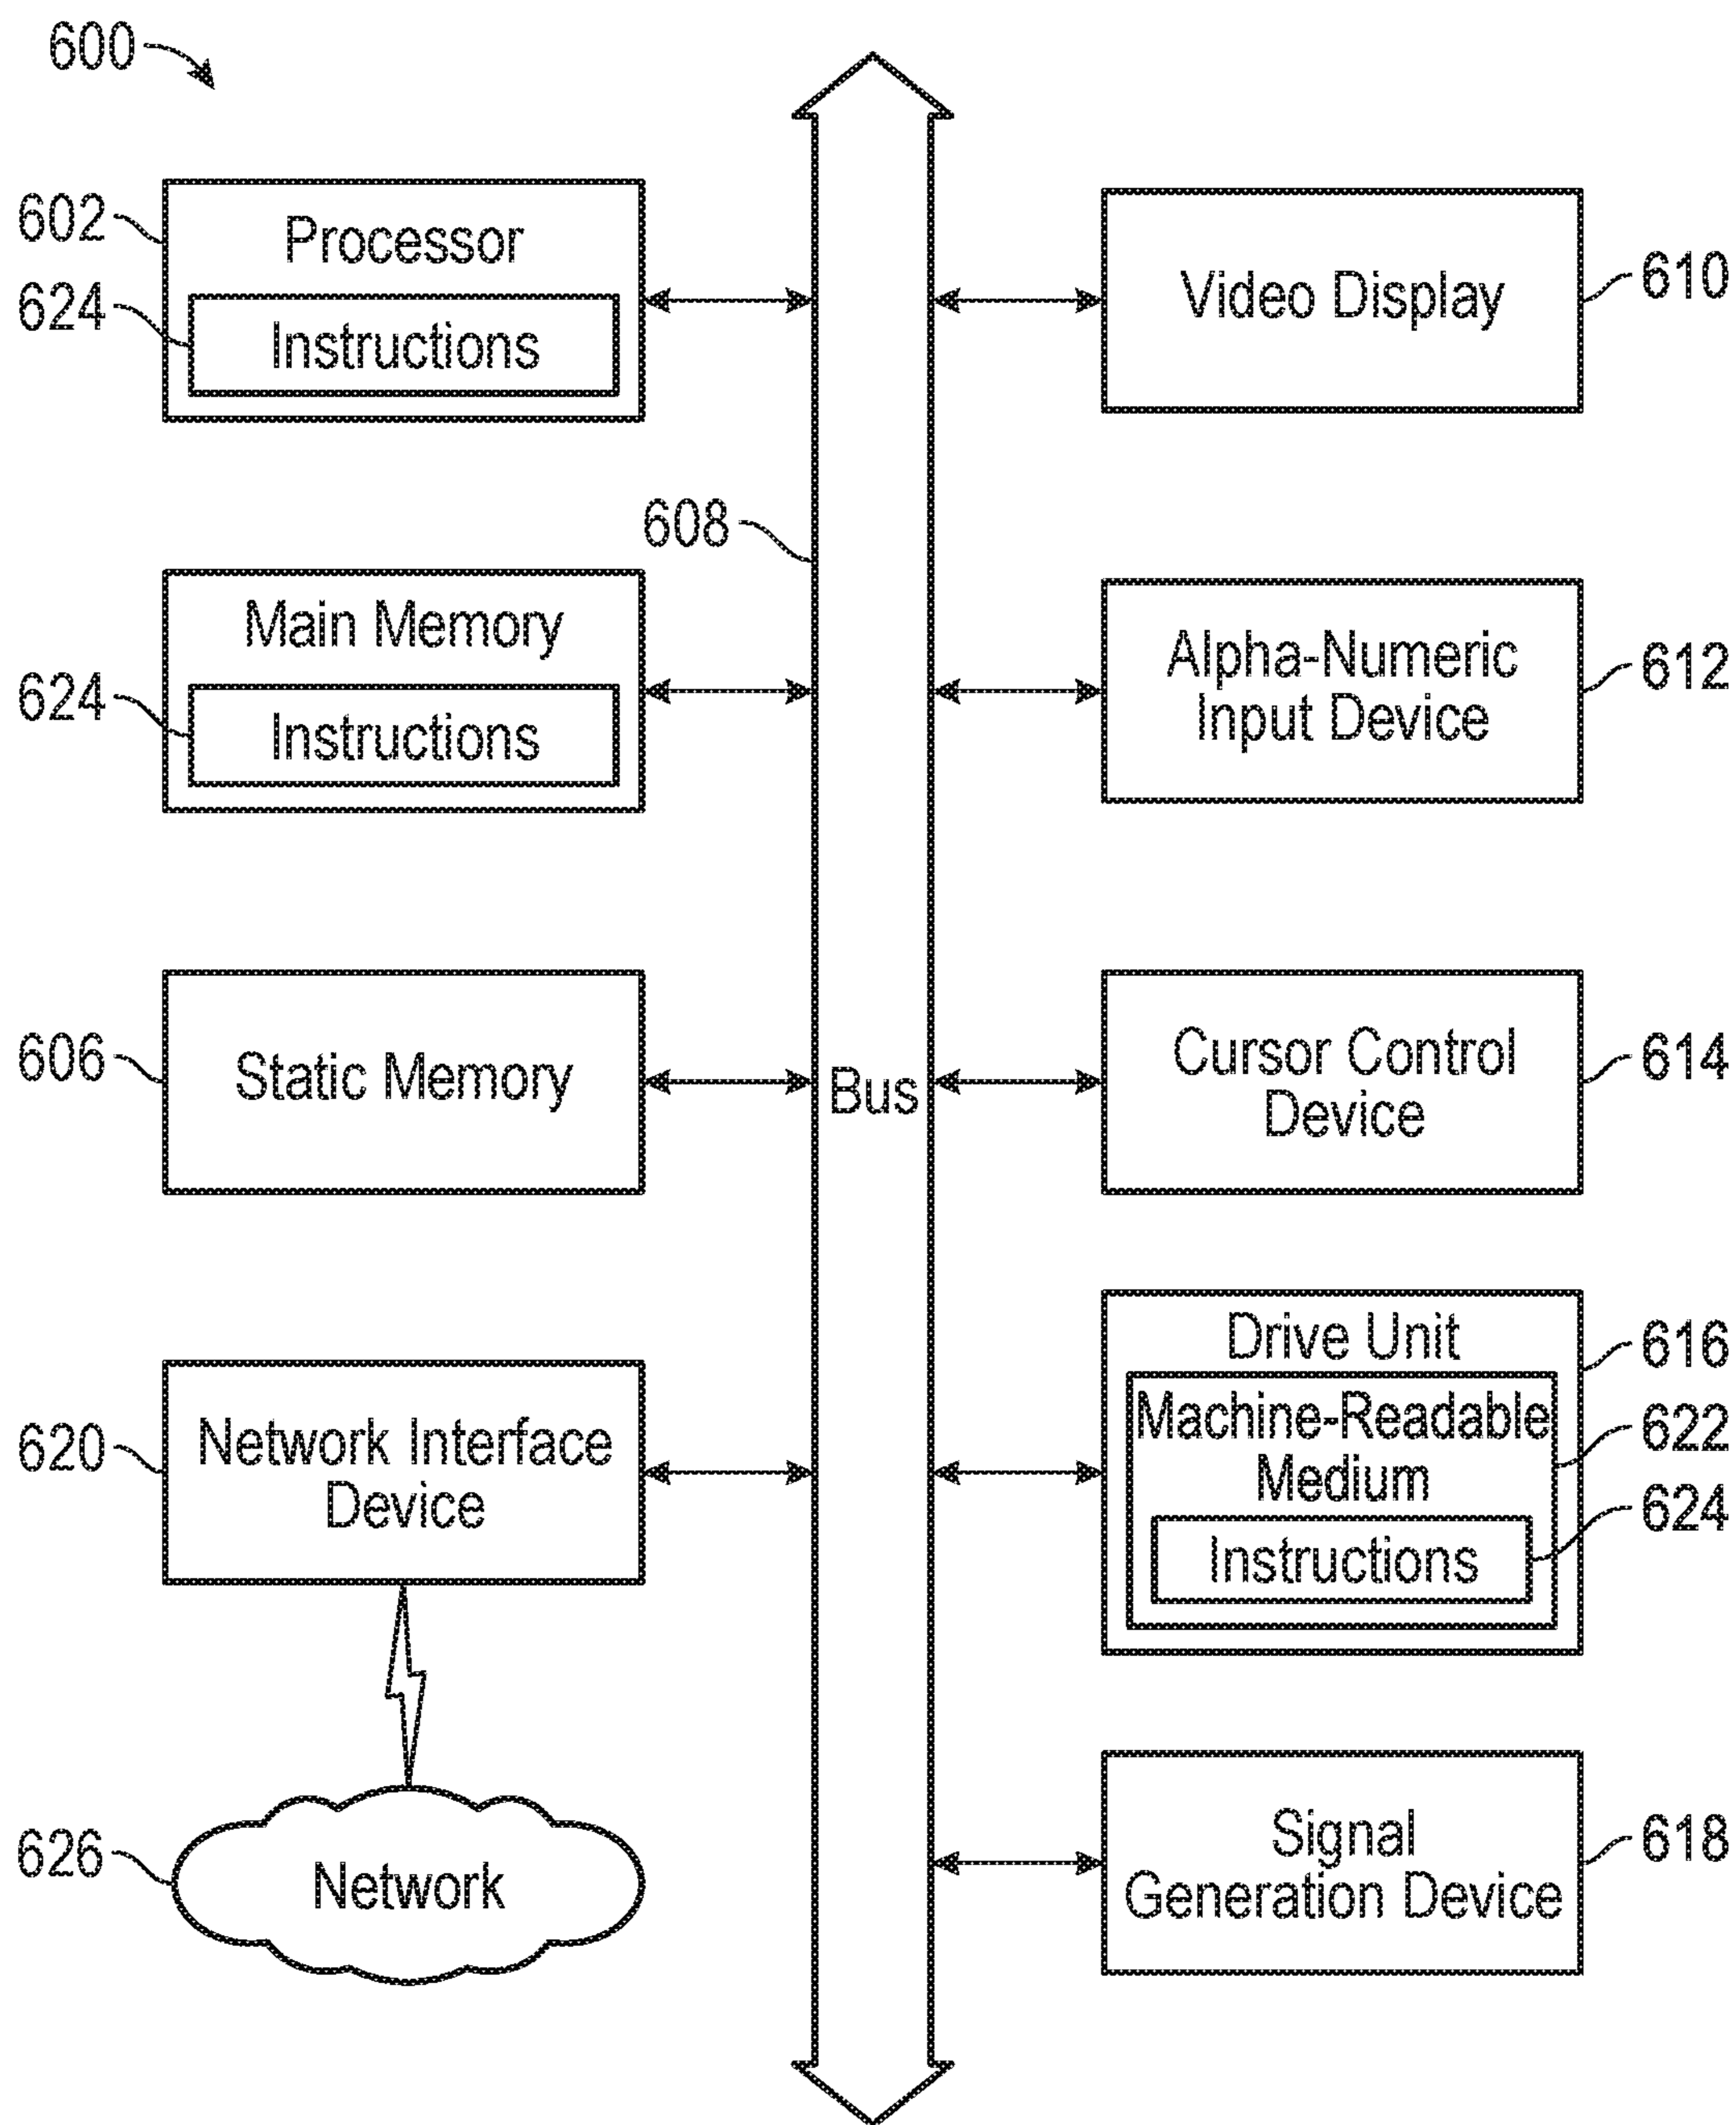 600
602
Processor
624
Instructions
610
Video Display
608
Main Memory
624
Instructions
612
Alpha-Numeric
Input Device
606
Static Memory
Bus
614
Cursor Control
Device
620
Network Interface
Device
616
Drive Unit
622
Machine-Readable
Medium
624
Instructions
626
Network
618
Signal
Generation Device